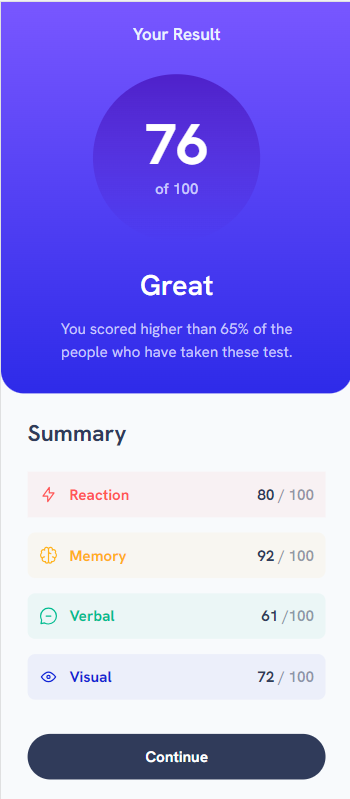 Your Result
76
of 100
Great
You scored higher than 65% of the
people who have taken these test.
Summary
Reaction 80 / 100
Memory 92 / 100
Verbal 61 /100
Visual 72 / 100
Continue